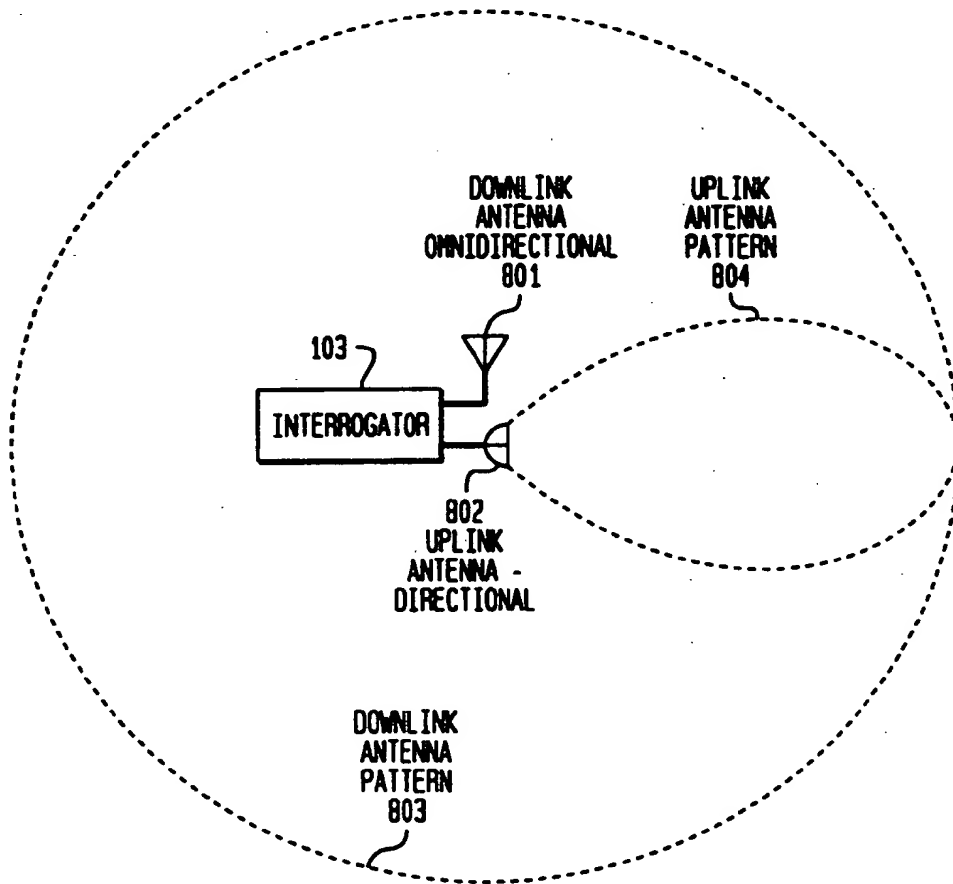 DOWNLINK
ANTENNA
OMNIDIRECTIONAL
801
UPLINK
ANTENNA
PATTERN
804
103
INTERROGATOR
802
UPLINK
ANTENNA -
DIRECTIONAL
DOWNLINK
ANTENNA
PATTERN
803